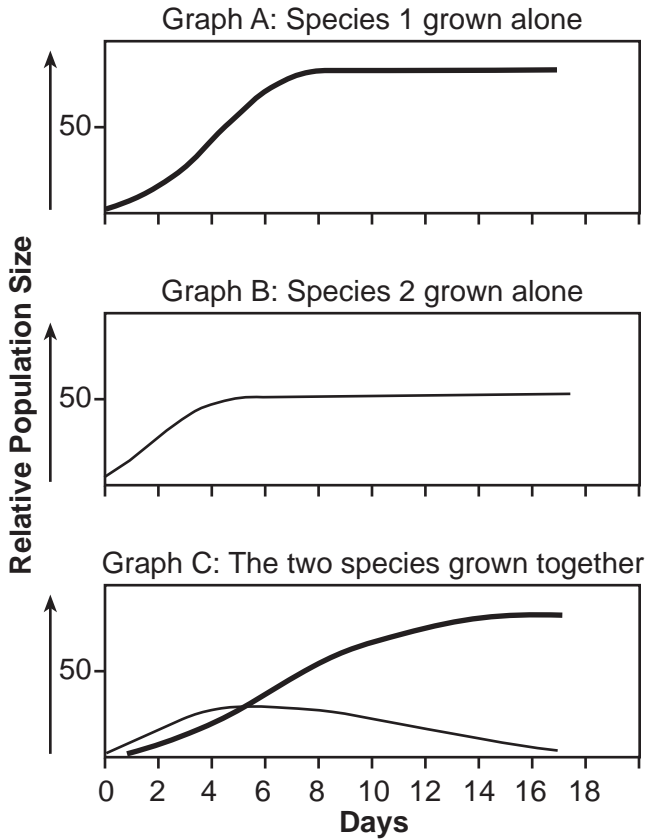 Graph A: Species 1 grown alone
50
Relative Population Size
Graph B: Species 2 grown alone
50
Graph C: The two species grown together
50
0 2 4 6 8 10 12 14 16 18
Days